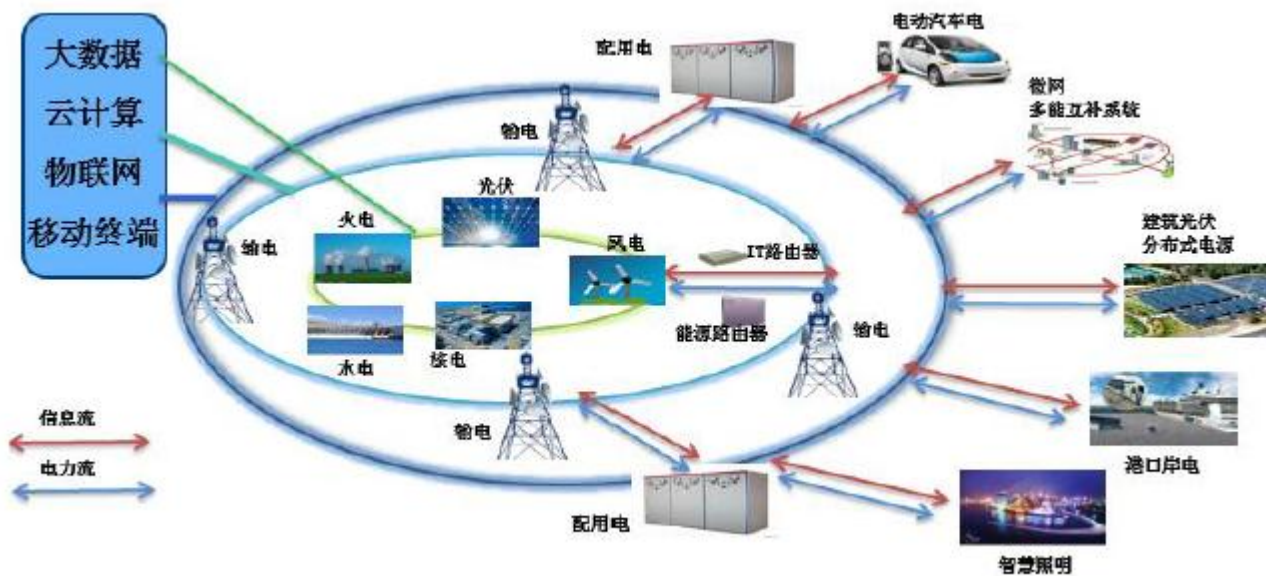 大数据
云计算
物联网
移动终端
配用电
电动汽车电
微网
多能互补系统
输电
光伏
火电
建筑光伏
分布式电源
输电
风电
IT路由器
能源路由器
输电
水电
核电
输电
信息流
电力流
港口岸电
配用电
智慧照明